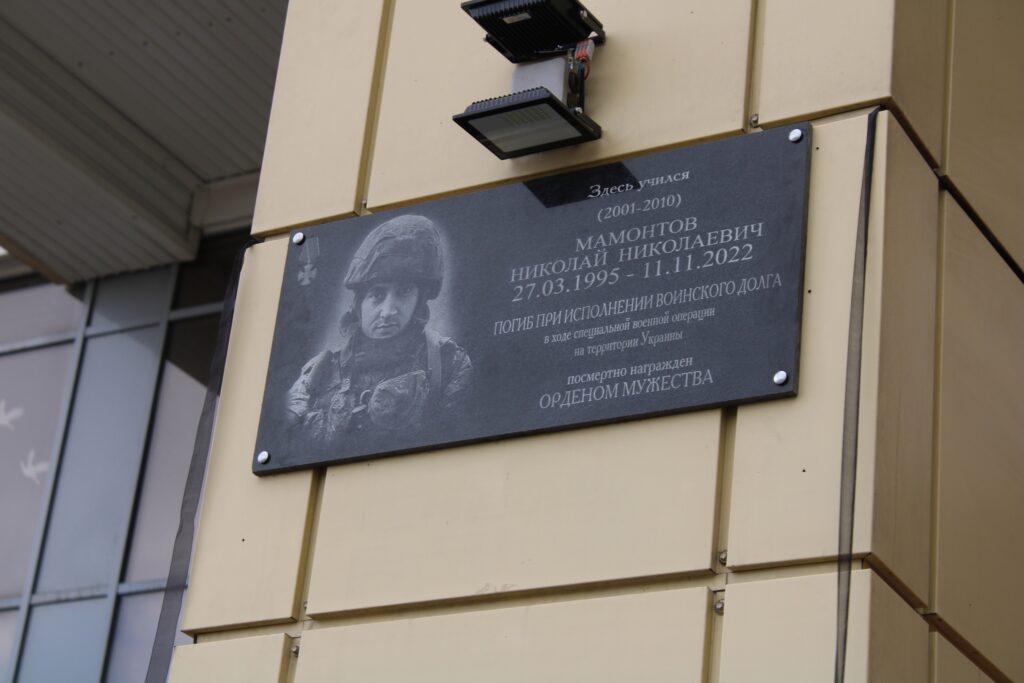 Здесь учился
(2001-2010)
МАМОНТОВ
НИКОЛАЙ НИКОЛАЕВИЧ
27.03.1995 - 11.11.2022
ПОГИБ ПРИ ИСПОЛНЕНИИ ВОИНСКОГО ДОЛГА
в ходе специальной военной операции
на территории Украины
посмертно награжден
ОРДЕНОМ МУЖЕСТВА